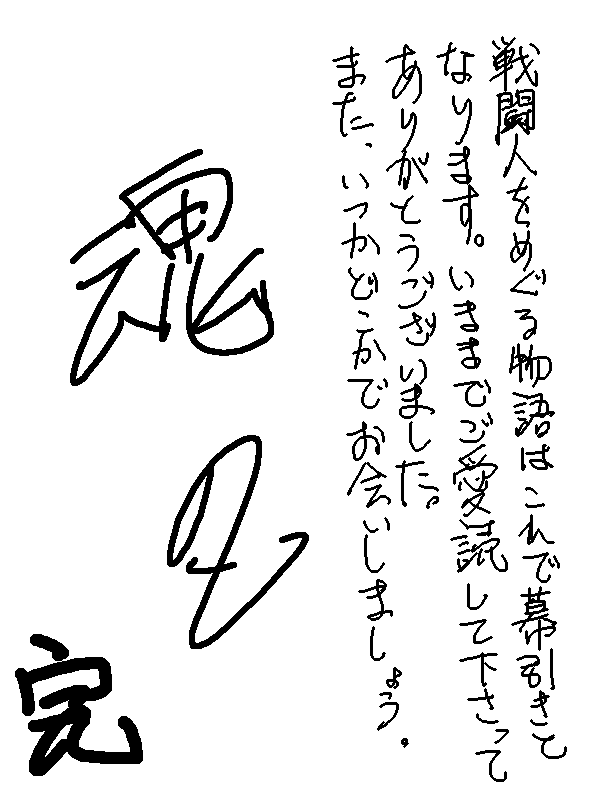 戦闘人をめぐる物語はこれで幕引きと
なります。いままでご愛読して下さって
ありがとうございました。
また、いつかどこかでお会いしましょう。
魂
完